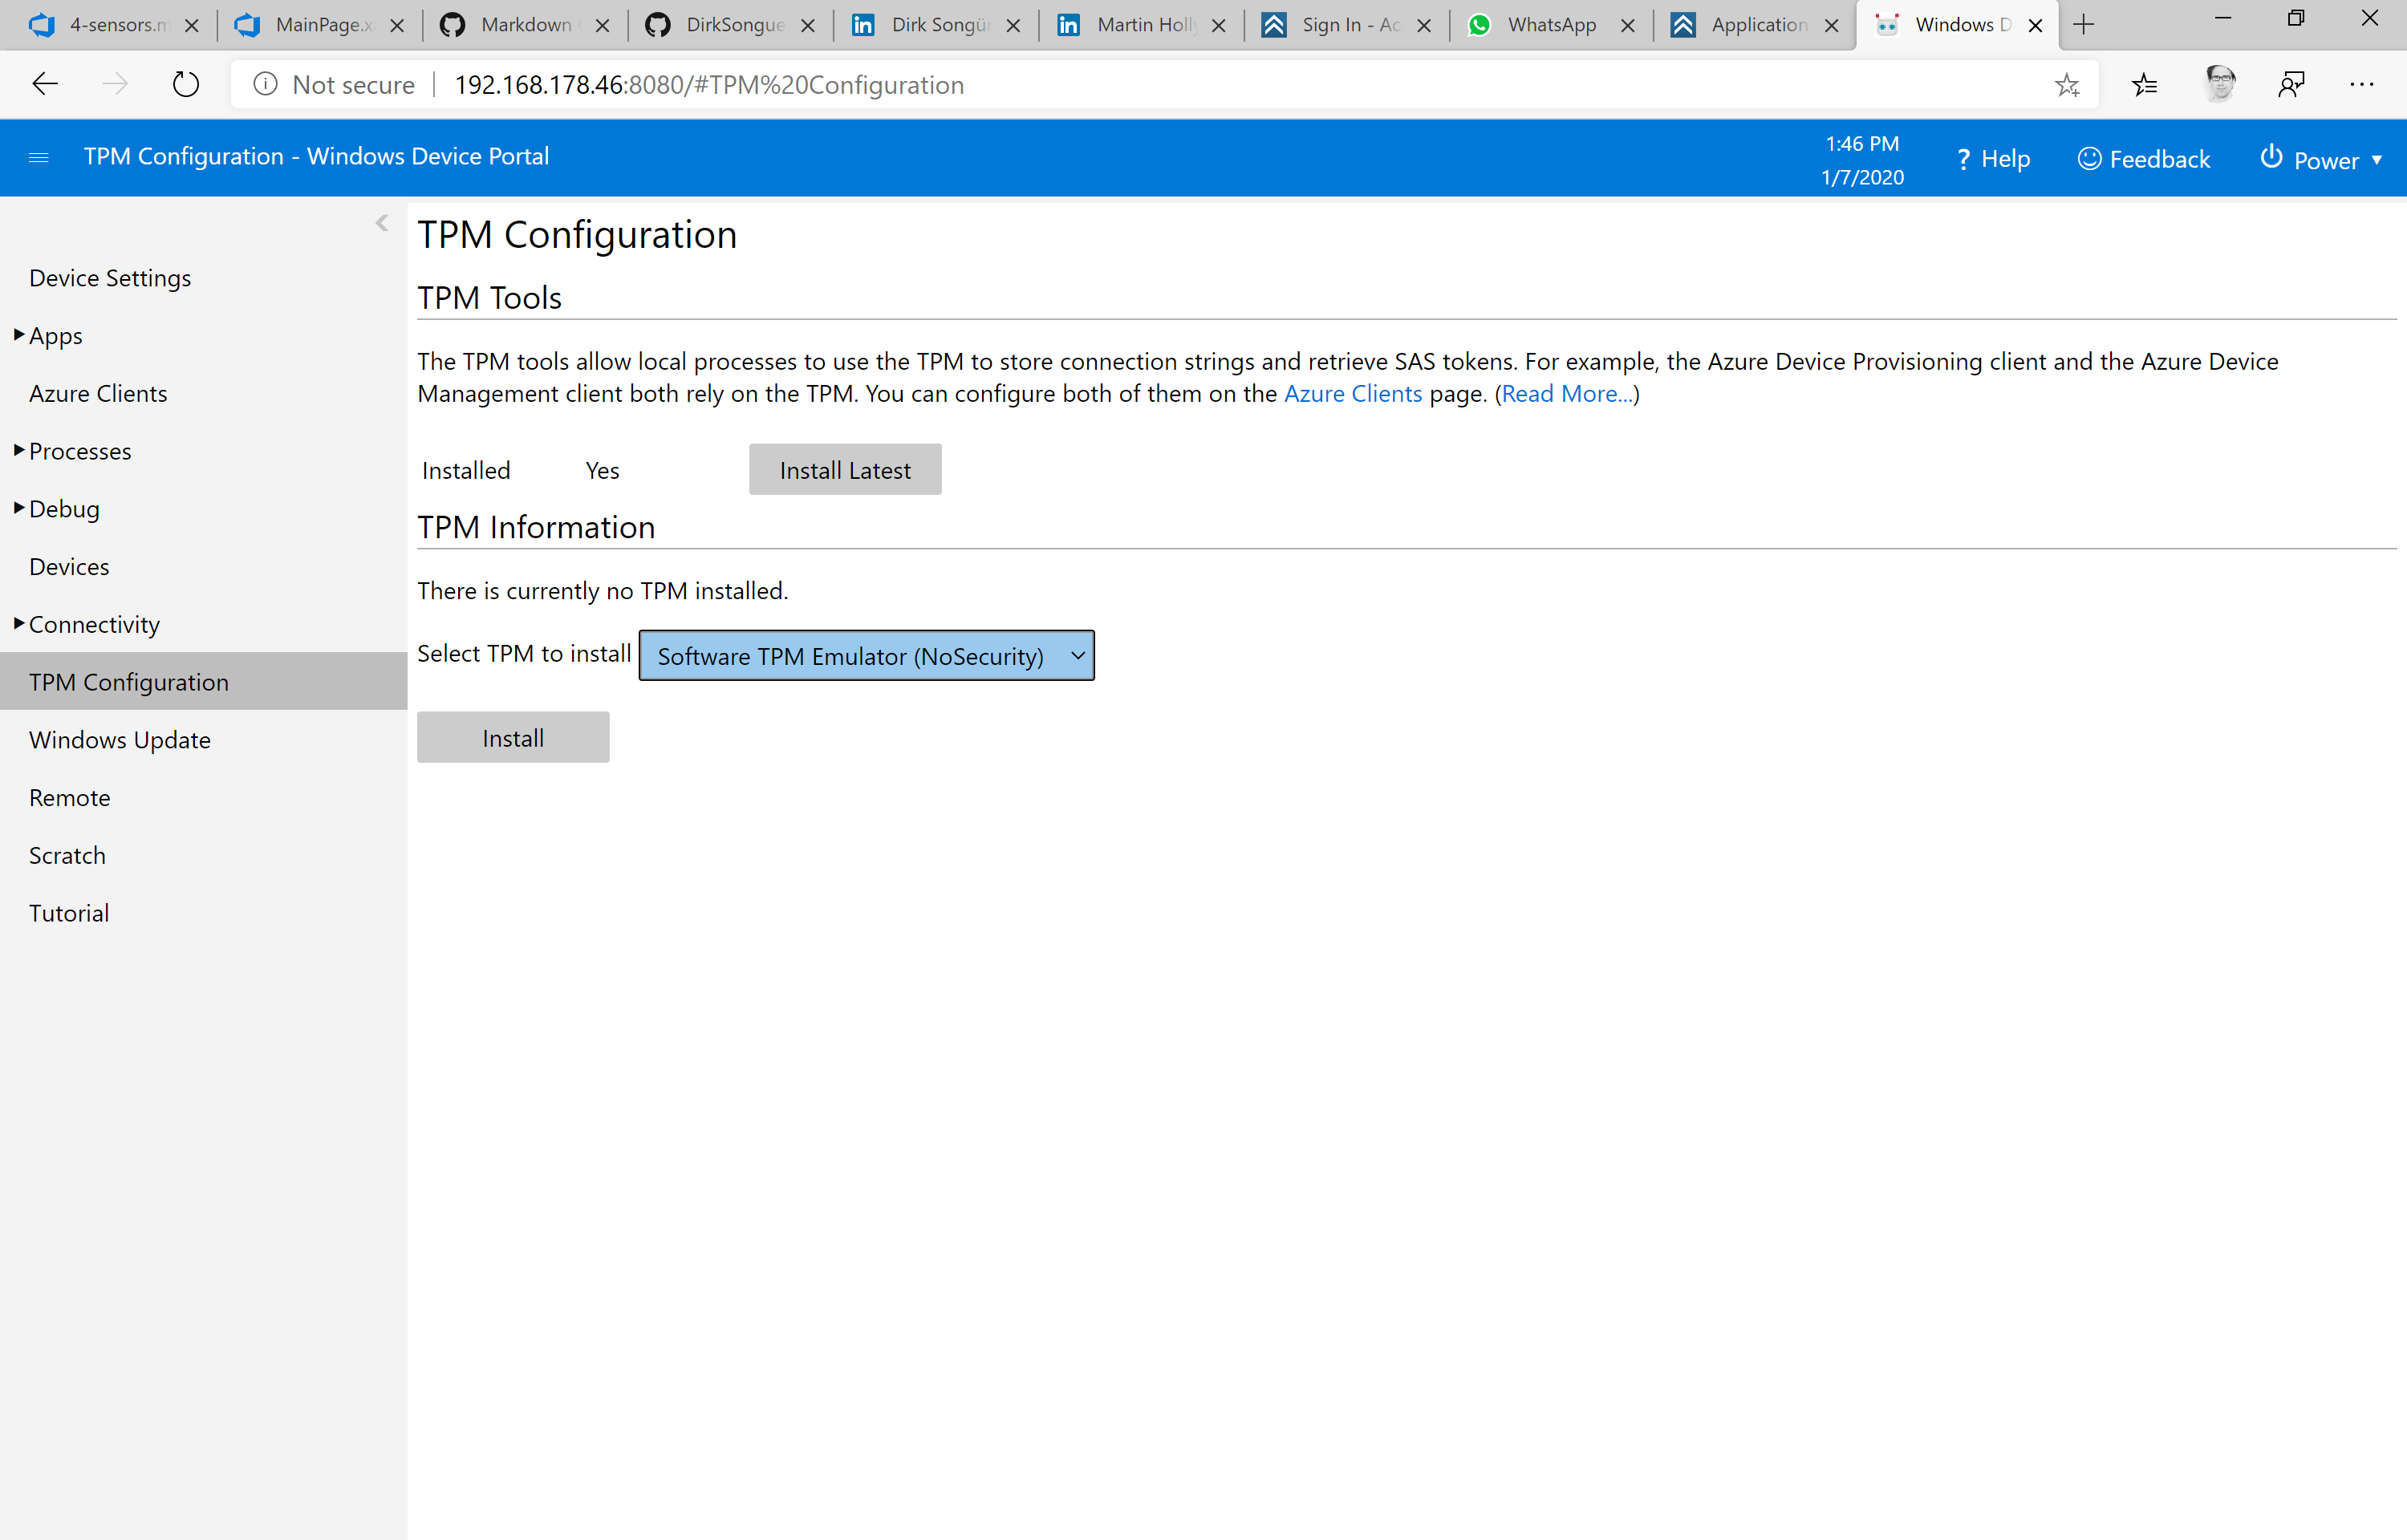 4-sensors.m
MainPage.x
Markdown
DirkSongue
Dirk Songür
Martin Holly
Sign In - Ac
WhatsApp
Application
Windows D
Not secure
192.168.178.46:8080/#TPM%20Configuration
TPM Configuration - Windows Device Portal
1:46 PM
1/7/2020
? Help
Feedback
Power
TPM Configuration
Device Settings
Apps
Azure Clients
Processes
Debug
Devices
Connectivity
TPM Configuration
Windows Update
Remote
Scratch
Tutorial
TPM Tools
The TPM tools allow local processes to use the TPM to store connection strings and retrieve SAS tokens. For example, the Azure Device Provisioning client and the Azure Device
Management client both rely on the TPM. You can configure both of them on the Azure Clients page. (Read More...)
Installed Yes Install Latest
TPM Information
There is currently no TPM installed.
Select TPM to install Software TPM Emulator (NoSecurity)
Install